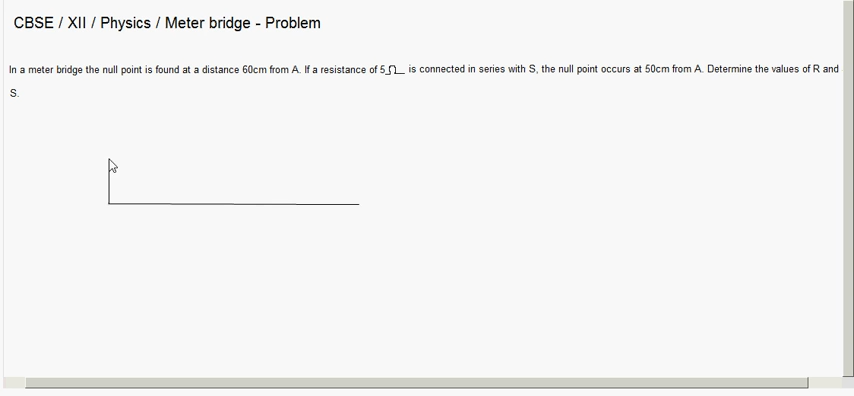 CBSE / XII / Physics / Meter bridge - Problem
In a meter bridge the null point is found at a distance 60cm from A. If a resistance of 5Ω is connected in series with S, the null point occurs at 50cm from A. Determine the values of R and
S.